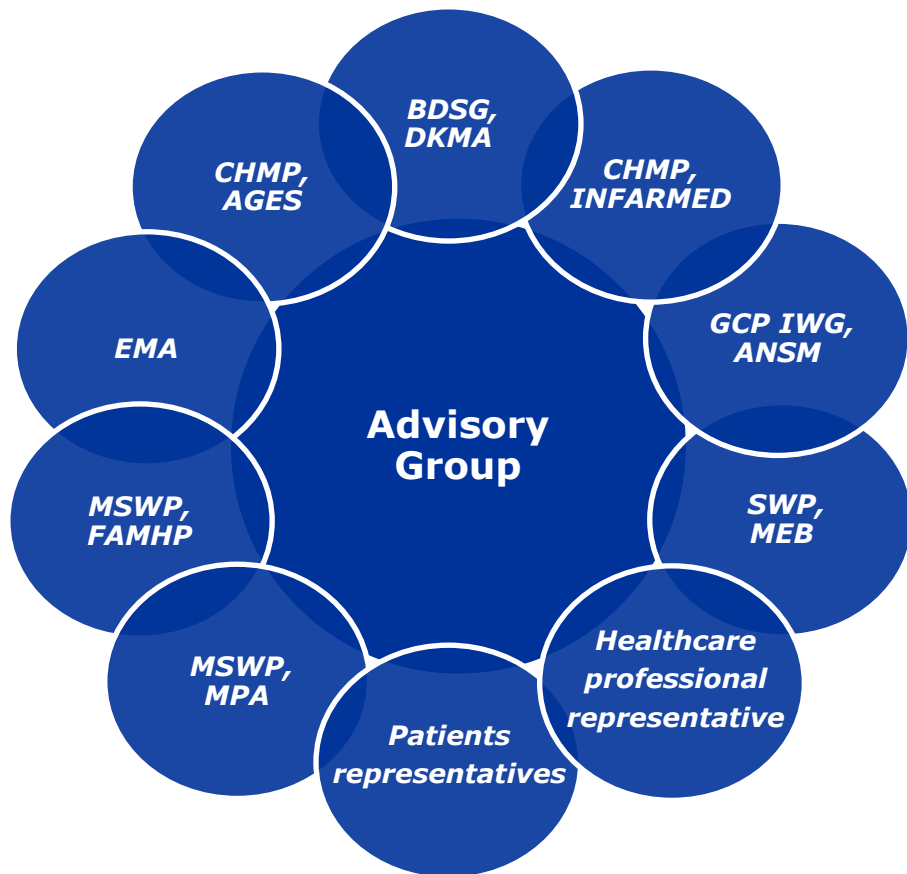 BDSG,
DKMA
CHMP,
INFARMED
GCP IWG,
ANSM
SWP,
MEB
Healthcare
professional
representative
Patients
representatives
MSWP,
MPA
MSWP,
FAMHP
EMA
CHMP,
AGES
Advisory
Group